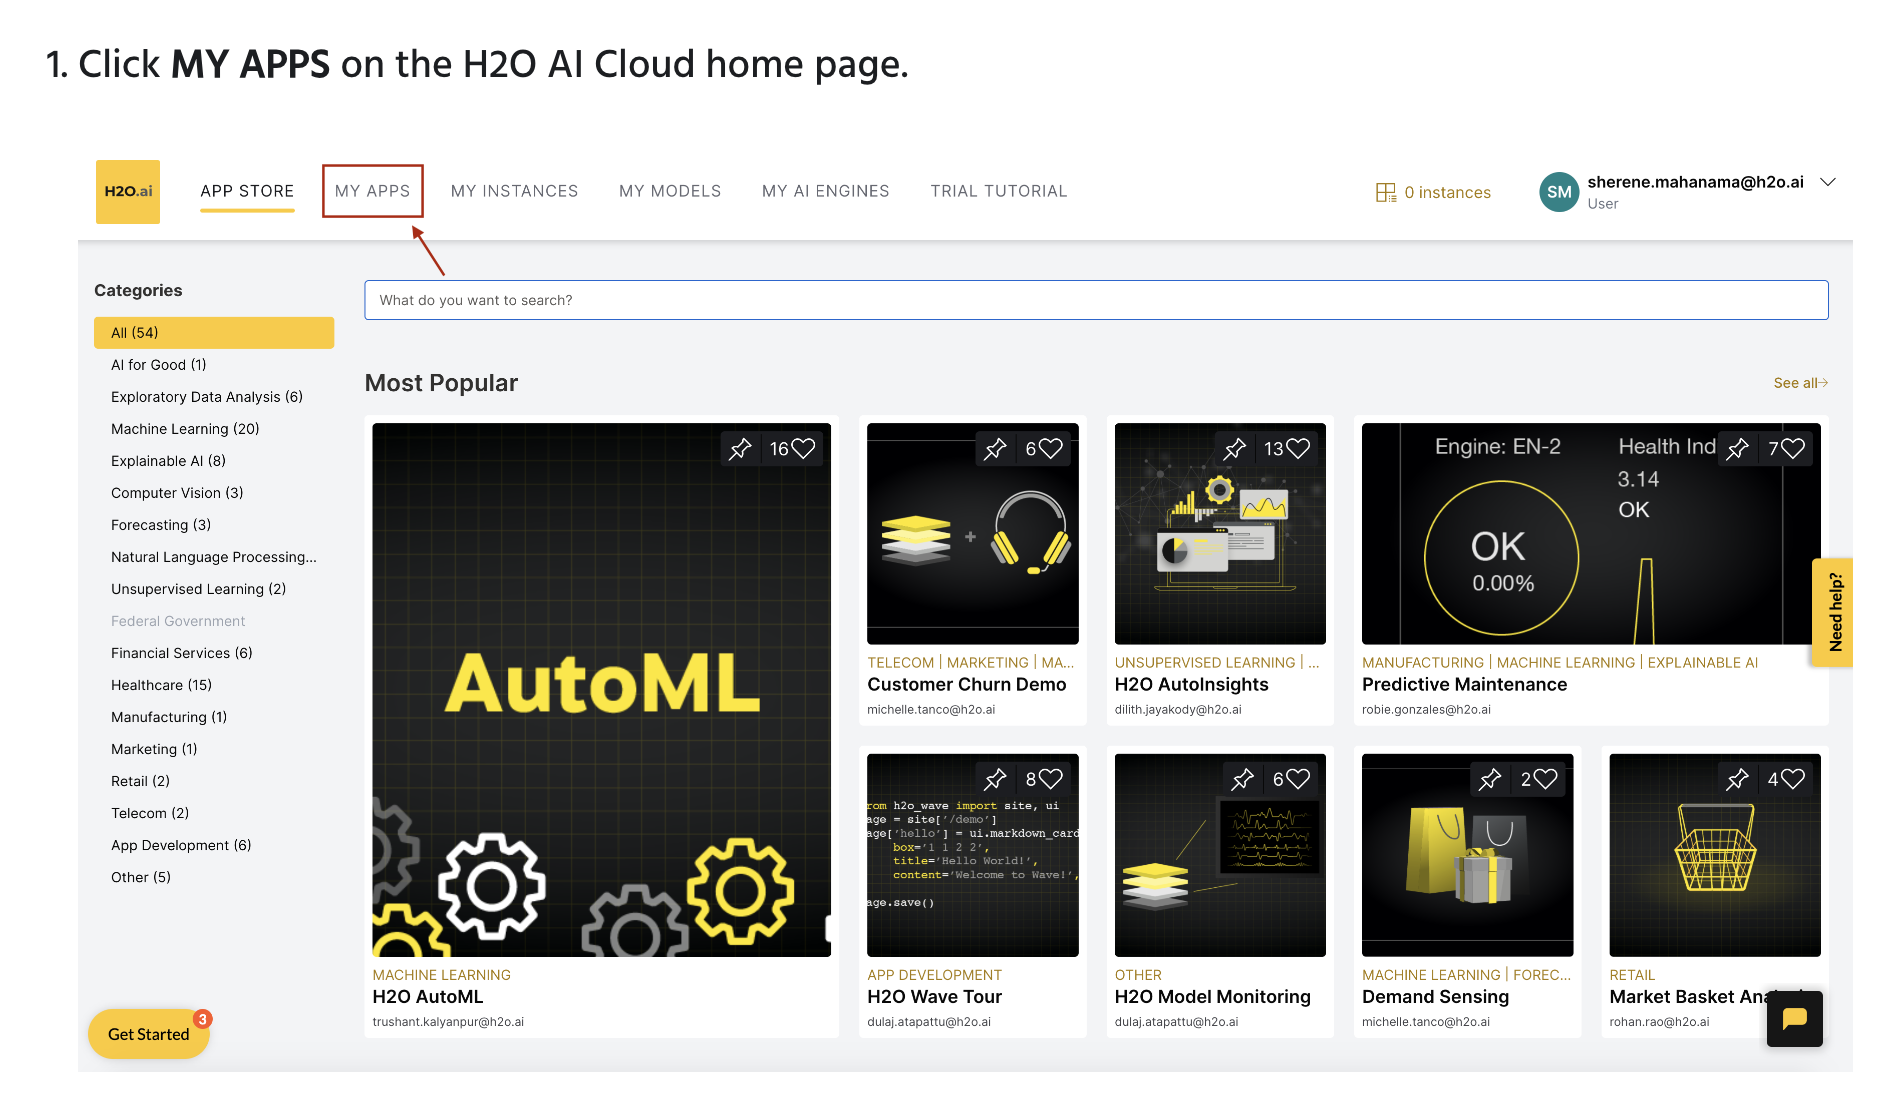 1. Click MY APPS on the H2O AI Cloud home page.
H2O.ai
APP STORE
MY APPS
MY INSTANCES
MY MODELS
MY AI ENGINES
TRIAL TUTORIAL
0 instances
SM
sherene.mahanama@h2o.ai
User
Categories
All (54)
AI for Good (1)
Exploratory Data Analysis (6)
Machine Learning (20)
Explainable AI (8)
Computer Vision (3)
Forecasting (3)
Natural Language Processing...
Unsupervised Learning (2)
Federal Government
Financial Services (6)
Healthcare (15)
Manufacturing (1)
Marketing (1)
Retail (2)
Telecom (2)
App Development (6)
Other (5)
Get Started
3
What do you want to search?
Most Popular
See all
16
AutoML
MACHINE LEARNING
H2O AutoML
trushant.kalyanpur@h2o.ai
6
+
TELECOM | MARKETING | MA...
Customer Churn Demo
michelle.tanco@h2o.ai
13
UNSUPERVISED LEARNING | ...
H2O AutoInsights
dilith.jayakody@h2o.ai
Engine: EN-2
Health Ind
3.14
OK
7
OK
0.00%
MANUFACTURING | MACHINE LEARNING | EXPLAINABLE AI
Predictive Maintenance
robie.gonzales@h2o.ai
Need help?
8
rom h2o_wave import site, ui
age = site['/demo']
age['hello'] = ui.markdown_card
box='1 1 2 2',
title='Hello World!',
content='Welcome to Wave!',
age.save()
APP DEVELOPMENT
H2O Wave Tour
dulaj.atapattu@h2o.ai
6
OTHER
H2O Model Monitoring
dulaj.atapattu@h2o.ai
2
MACHINE LEARNING | FOREC...
Demand Sensing
michelle.tanco@h2o.ai
4
RETAIL
Market Basket
rohan.rao@h2o.ai